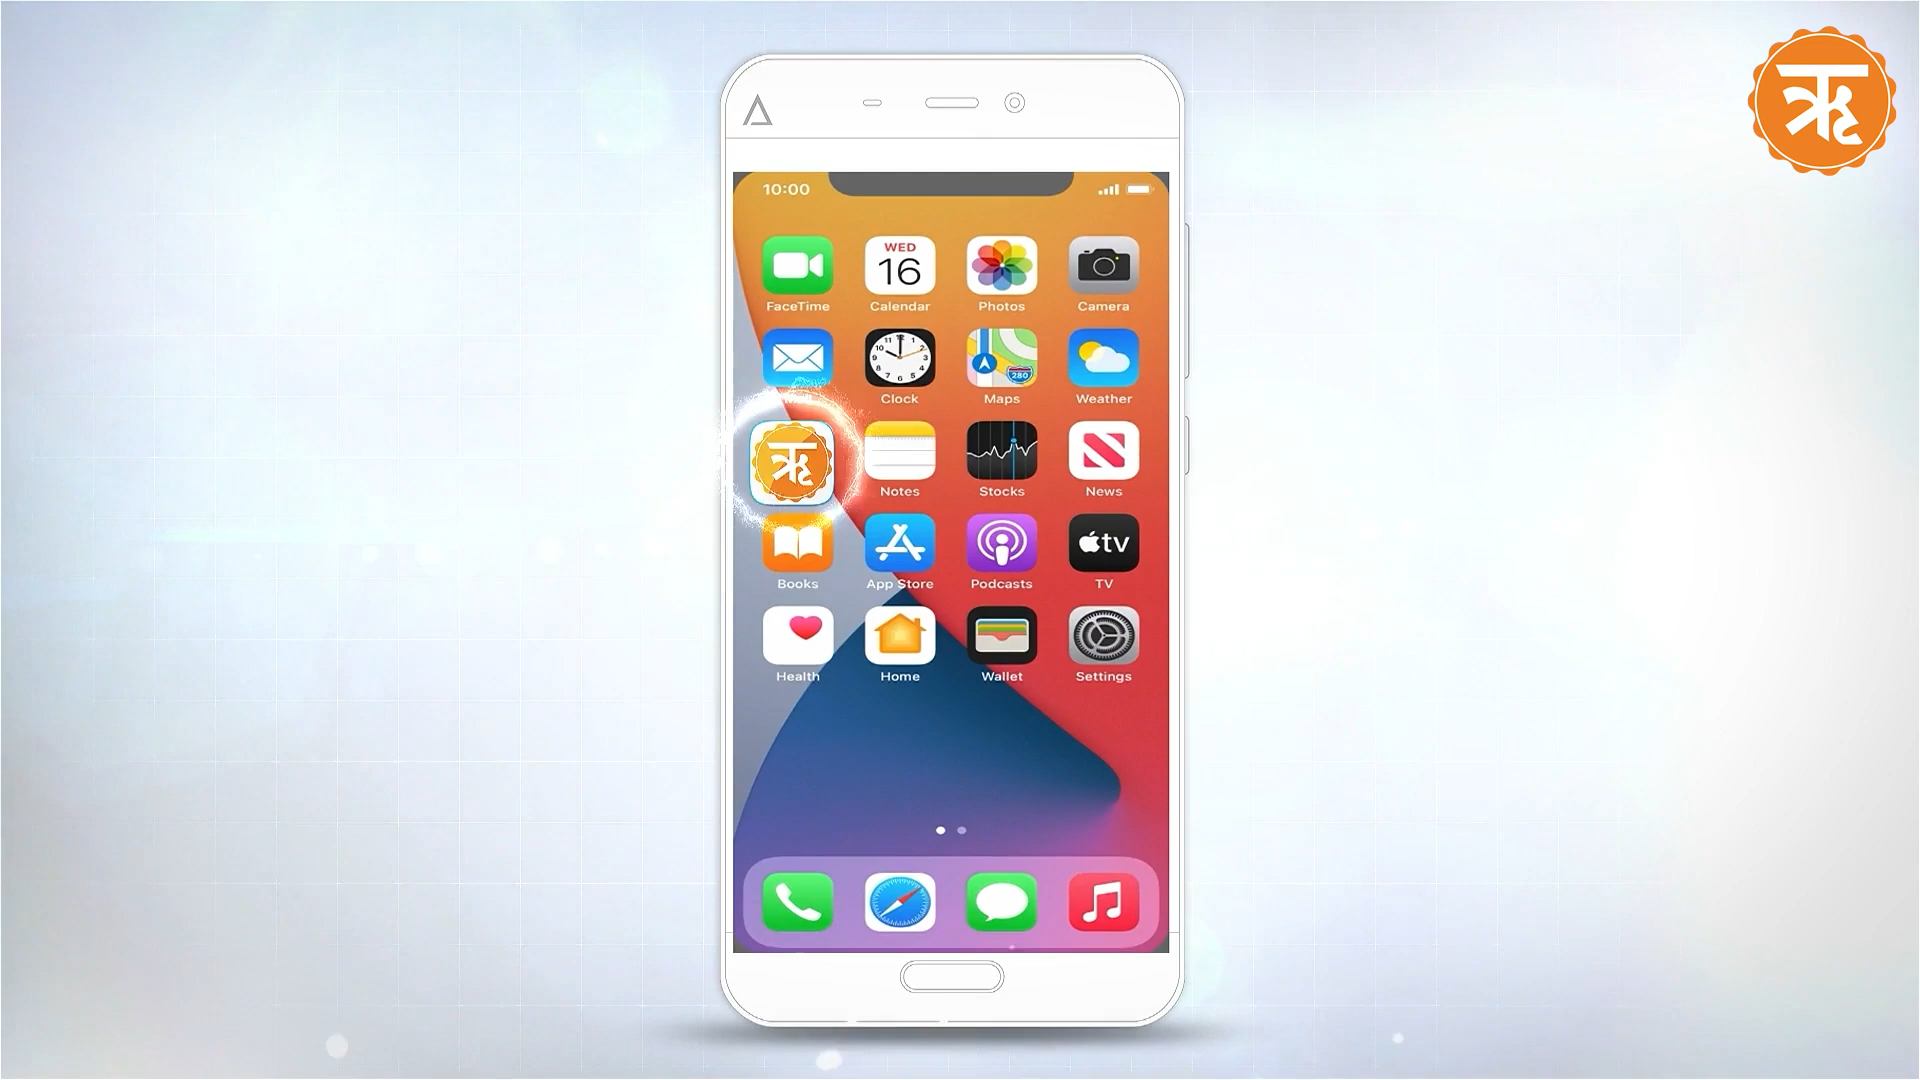 ऋ
10:00
WED
16
FaceTime
Calendar
Photos
Camera
280
Clock
Maps
Weather
ऋ
Notes
Stocks
News
tv
Books
App Store
Podcasts
TV
Health
Home
Wallet
Settings